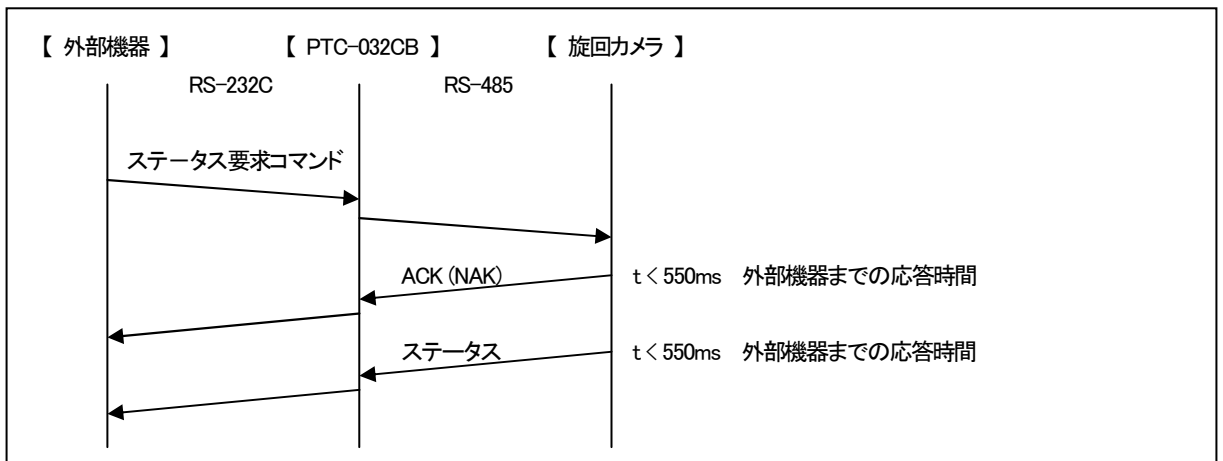 【 外部機器 】 【 PTC-032CB 】 【 旋回カメラ 】
RS-232C RS-485
ステータス要求コマンド
ACK (NAK) t<550ms 外部機器までの応答時間
ステータス t<550ms 外部機器までの応答時間